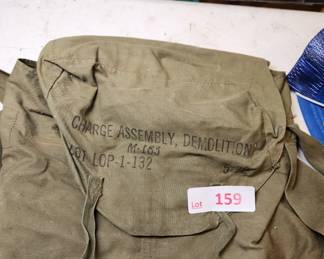 CHARGE ASSEMBLY, DEMOLITION
M-183
LOT LOP-1-132
Lot 159